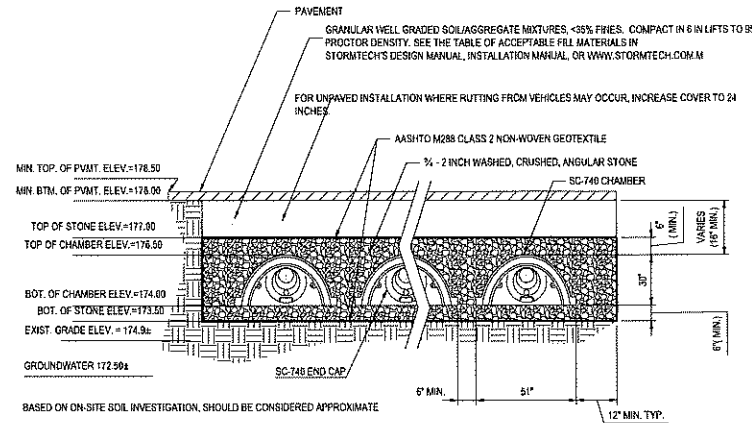 PAVEMENT
GRANULAR WELL GRADED SOIL/AGGREGATE MIXTURES, <35% FINES. COMPACT IN 6 IN LIFTS TO 95
PROCTOR DENSITY. SEE THE TABLE OF ACCEPTABLE FILL MATERIALS IN
STORMTECH'S DESIGN MANUAL, INSTALLATION MANUAL, OR WWW.STORMTECH.COM.M
FOR UNPAVED INSTALLATION WHERE RUTTING FROM VEHICLES MAY OCCUR, INCREASE COVER TO 24
INCHES.
AASHTO M288 CLASS 2 NON-WOVEN GEOTEXTILE
¾ - 2 INCH WASHED, CRUSHED, ANGULAR STONE
SC-740 CHAMBER
MIN. TOP. OF PVMT. ELEV.=178.50
MIN. BTM. OF PVMT. ELEV.=178.00
TOP OF STONE ELEV.=177.00
TOP OF CHAMBER ELEV.=176.50
BOT. OF CHAMBER ELEV.=174.00
BOT. OF STONE ELEV.=173.50
EXIST. GRADE ELEV. = 174.9±
GROUNDWATER 172.50±
SC-740 END CAP
BASED ON ON-SITE SOIL INVESTIGATION, SHOULD BE CONSIDERED APPROXIMATE
6" MIN.
51"
12" MIN. TYP.
6"
(MIN.)
VARIES
(18" MIN.)
30"
6"(MIN.)